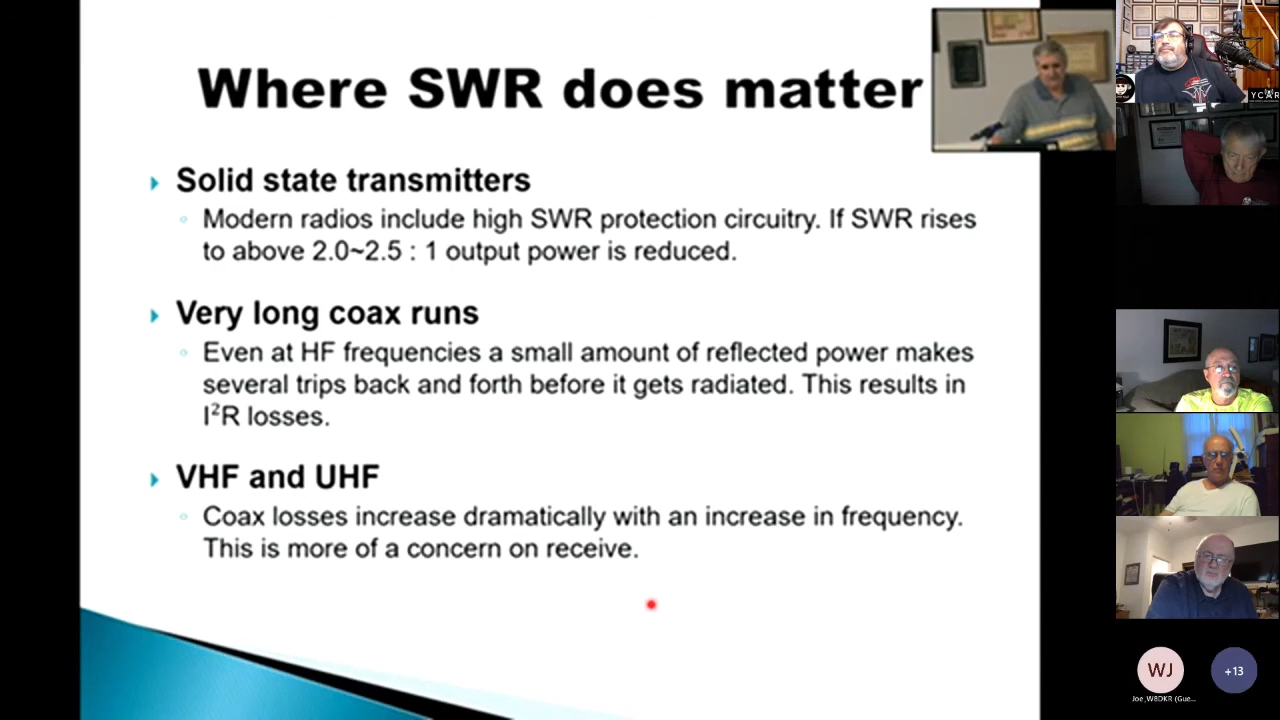 Where SWR does matter
Solid state transmitters
Modern radios include high SWR protection circuitry. If SWR rises
to above 2.0~2.5 : 1 output power is reduced.
Very long coax runs
Even at HF frequencies a small amount of reflected power makes
several trips back and forth before it gets radiated. This results in
I²R losses.
VHF and UHF
Coax losses increase dramatically with an increase in frequency.
This is more of a concern on receive.
YCAR
WJ
+13
Joe_W8DKR (Gue...